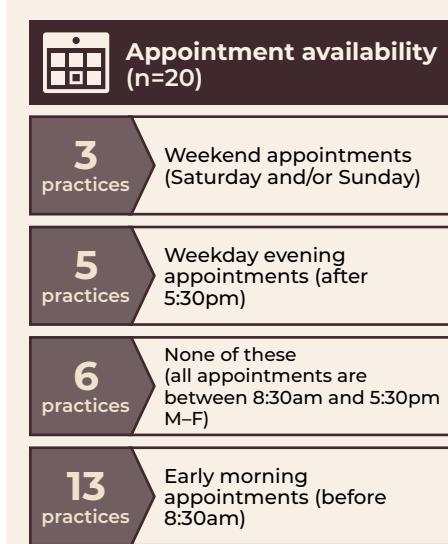 Appointment availability
(n=20)
3
practices
Weekend appointments
(Saturday and/or Sunday)
5
practices
Weekday evening
appointments (after
5:30pm)
6
practices
None of these
(all appointments are
between 8:30am and 5:30pm
M–F)
13
practices
Early morning
appointments (before
8:30am)